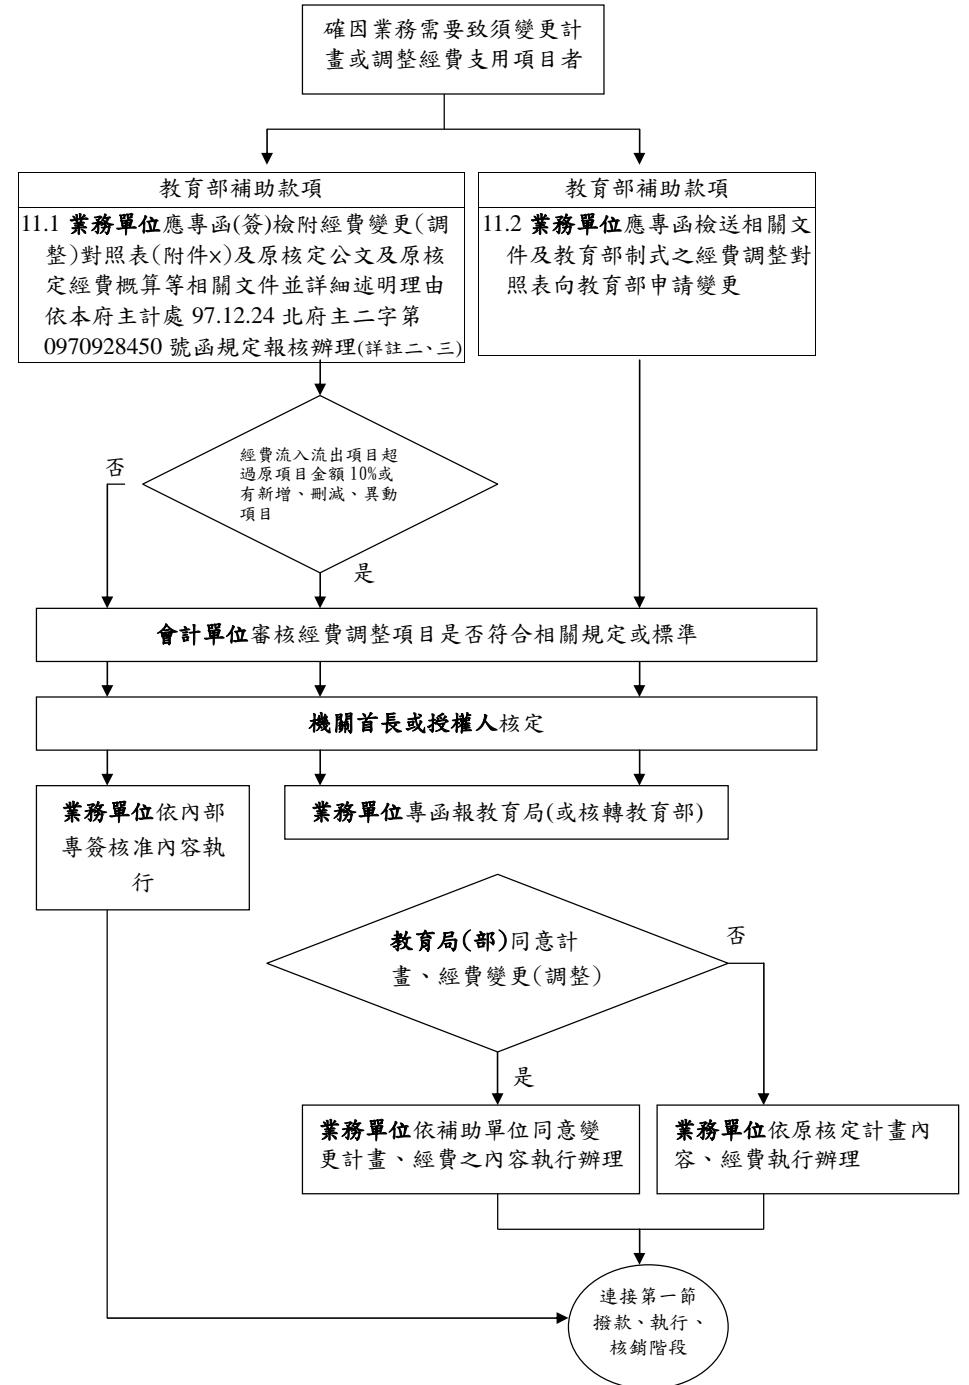 確因業務需要致須變更計
畫或調整經費支用項目者
教育部補助款項
11.1 業務單位應專函(簽)檢附經費變更(調
整)對照表(附件×)及原核定公文及原核
定經費概算等相關文件並詳細述明理由
依本府主計處 97.12.24 北府主二字第
0970928450 號函規定報核辦理(詳註二、三)
教育部補助款項
11.2 業務單位應專函檢送相關文
件及教育部制式之經費調整對
照表向教育部申請變更
經費流入流出項目超
過原項目金額 10%或
有新增、刪減、異動
項目
否
是
會計單位審核經費調整項目是否符合相關規定或標準
機關首長或授權人核定
業務單位依內部
專簽核准內容執
行
業務單位專函報教育局(或核轉教育部)
教育局(部)同意計
畫、經費變更(調整)
否
是
業務單位依補助單位同意變
更計畫、經費之內容執行辦理
業務單位依原核定計畫內
容、經費執行辦理
連接第一節
撥款、執行、
核銷階段